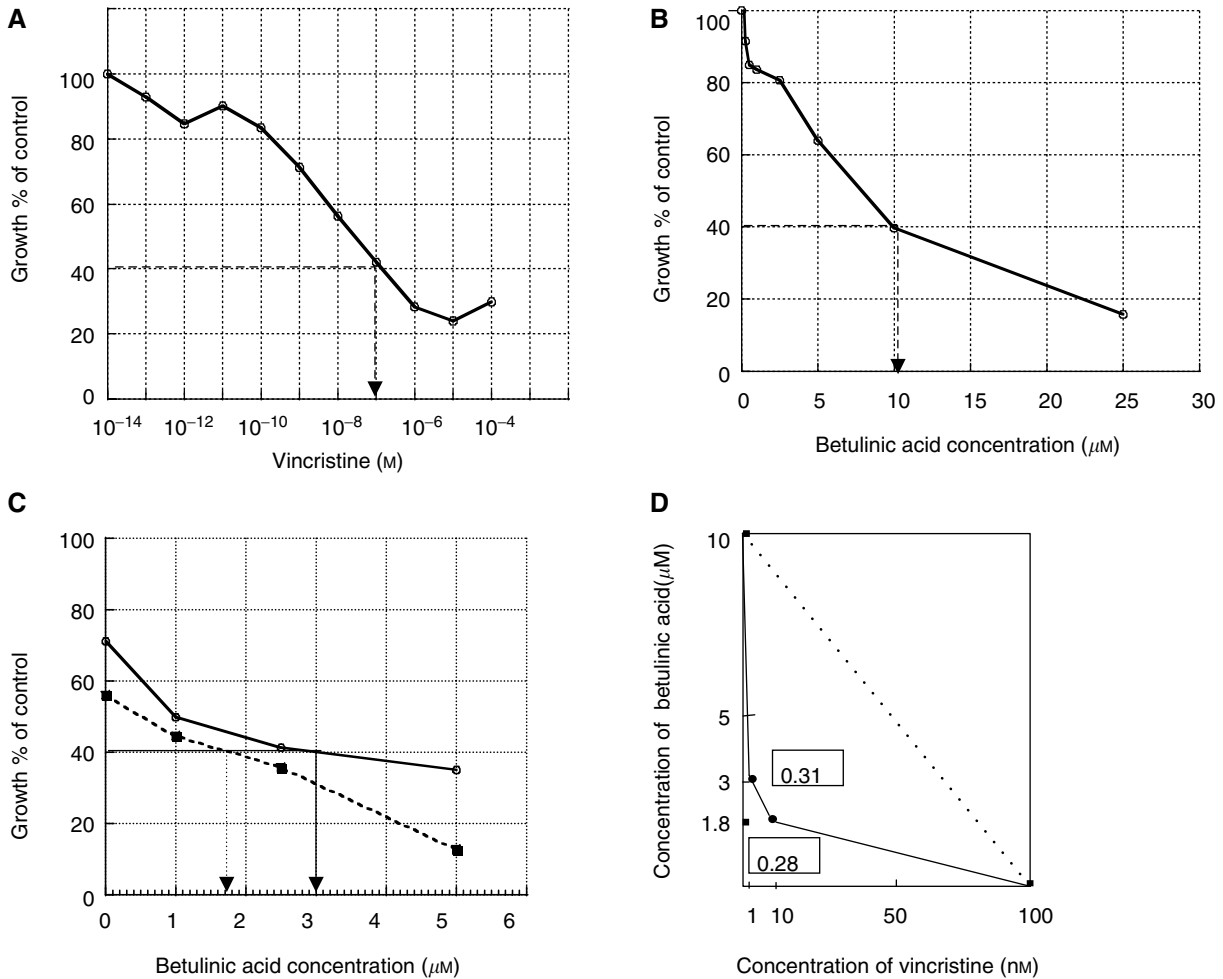 A
Growth % of control
100
80
60
40
20
0
10⁻¹⁴ 10⁻¹² 10⁻¹⁰ 10⁻⁸ 10⁻⁶ 10⁻⁴
Vincristine (M)
B
Growth % of control
100
80
60
40
20
0
0 5 10 15 20 25 30
Betulinic acid concentration (μM)
C
Growth % of control
100
80
60
40
20
0
0 1 2 3 4 5 6
Betulinic acid concentration (μM)
D
Concentration of betulinic acid(μM)
10
5
3
1.8
0.31
0.28
1 10 50 100
Concentration of vincristine (nM)